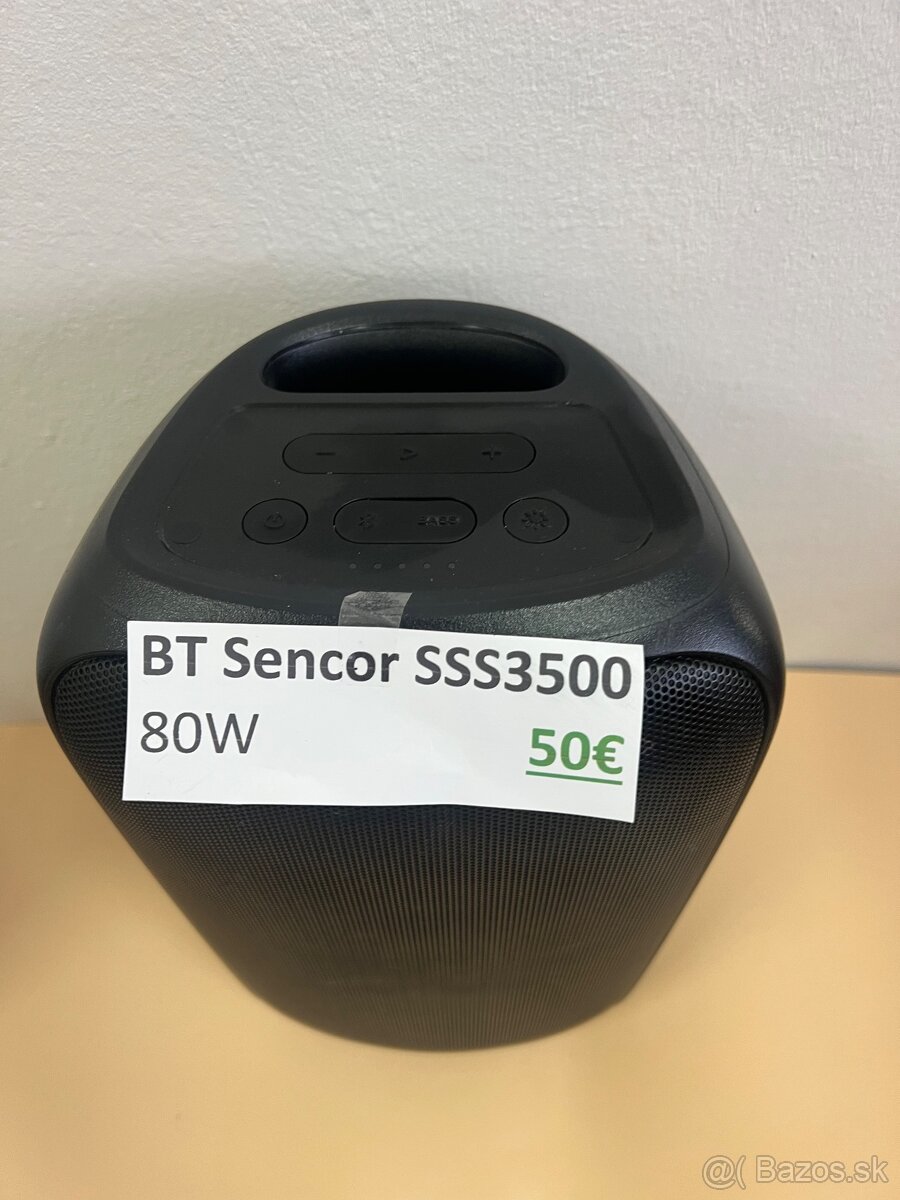 BASS
BT Sencor SSS3500
80W
50€
@( Bazos.sk